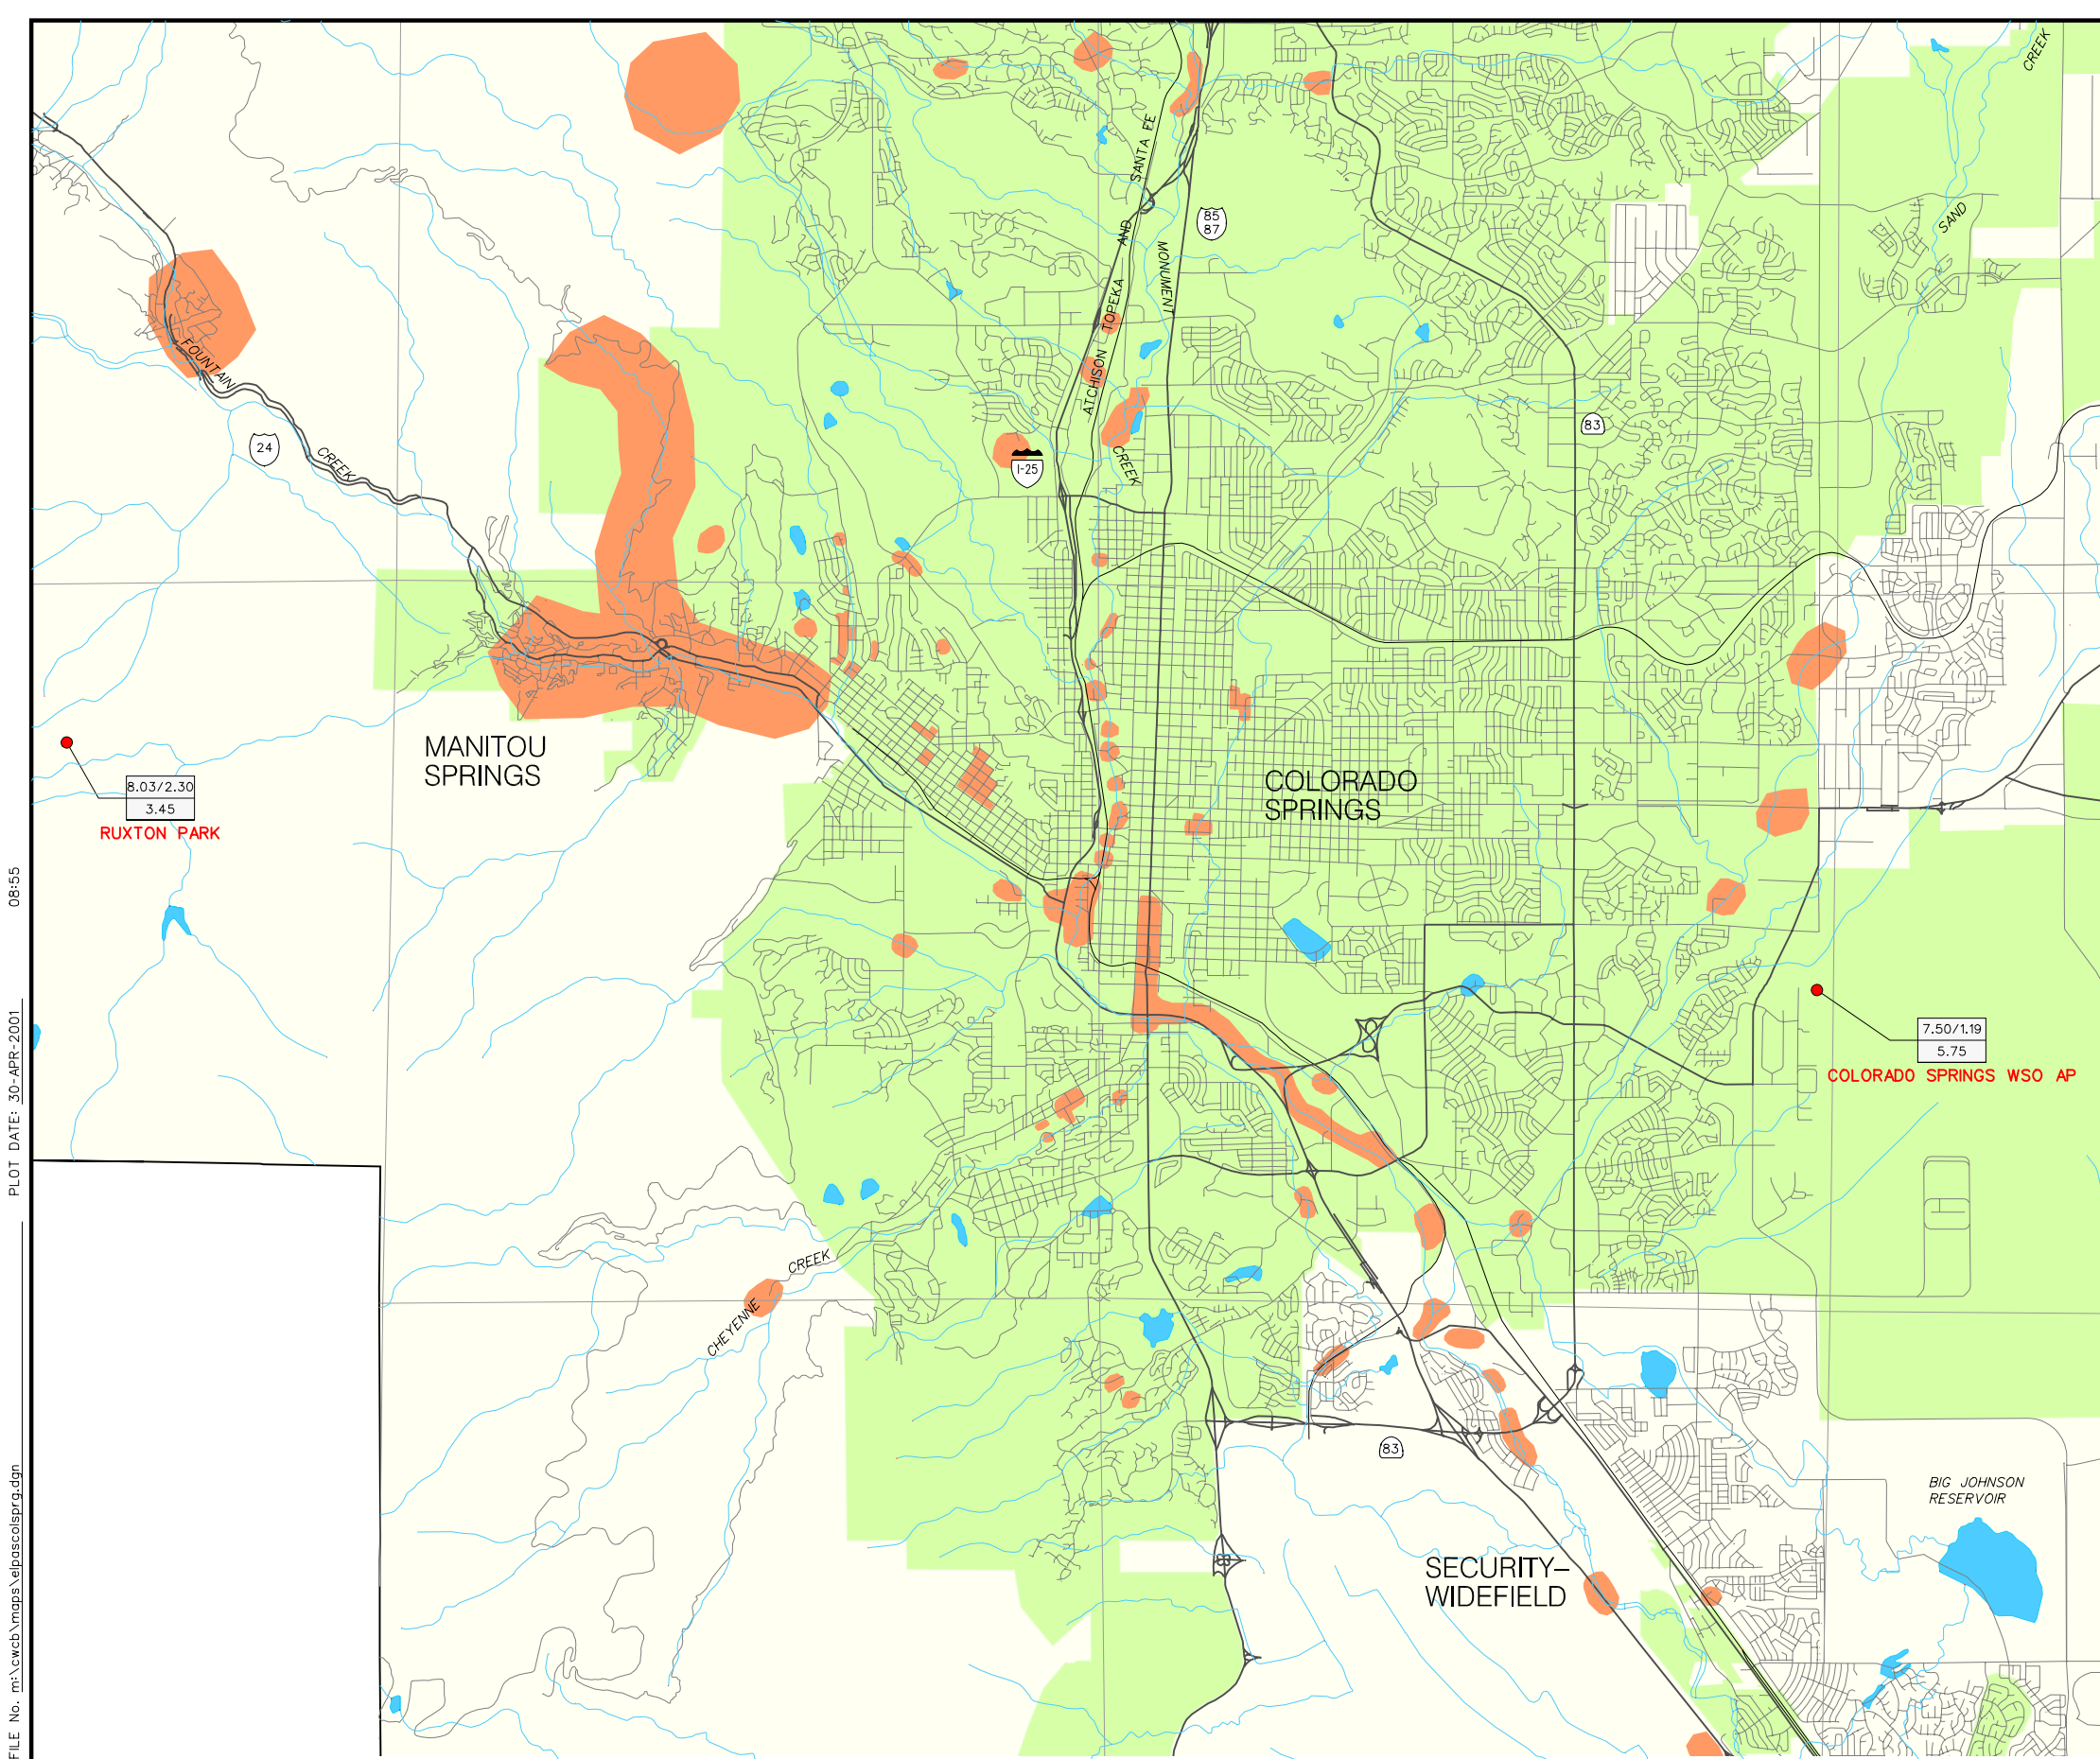 CREEK
SAND
85
87
ATCHISON TOPEKA AND SANTA FE
MONUMENT
CREEK
FOUNTAIN
CREEK
24
I-25
83
MANITOU
SPRINGS
COLORADO
SPRINGS
8.03/2.30
3.45
RUXTON PARK
7.50/1.19
5.75
COLORADO SPRINGS WSO AP
CHEYENNE
CREEK
83
BIG JOHNSON
RESERVOIR
SECURITY–
WIDEFIELD
FILE No. m:\cwcb\maps\elpascolsprg.dgn
PLOT DATE: 30-APR-2001
08:55